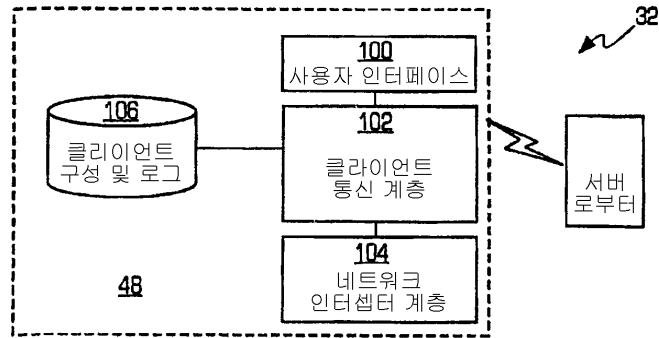 32
100
사용자 인터페이스
106
클리이언트
구성 및 로그
102
클라이언트
통신 계층
서버
로부터
104
네트워크
인터셉터 계층
48